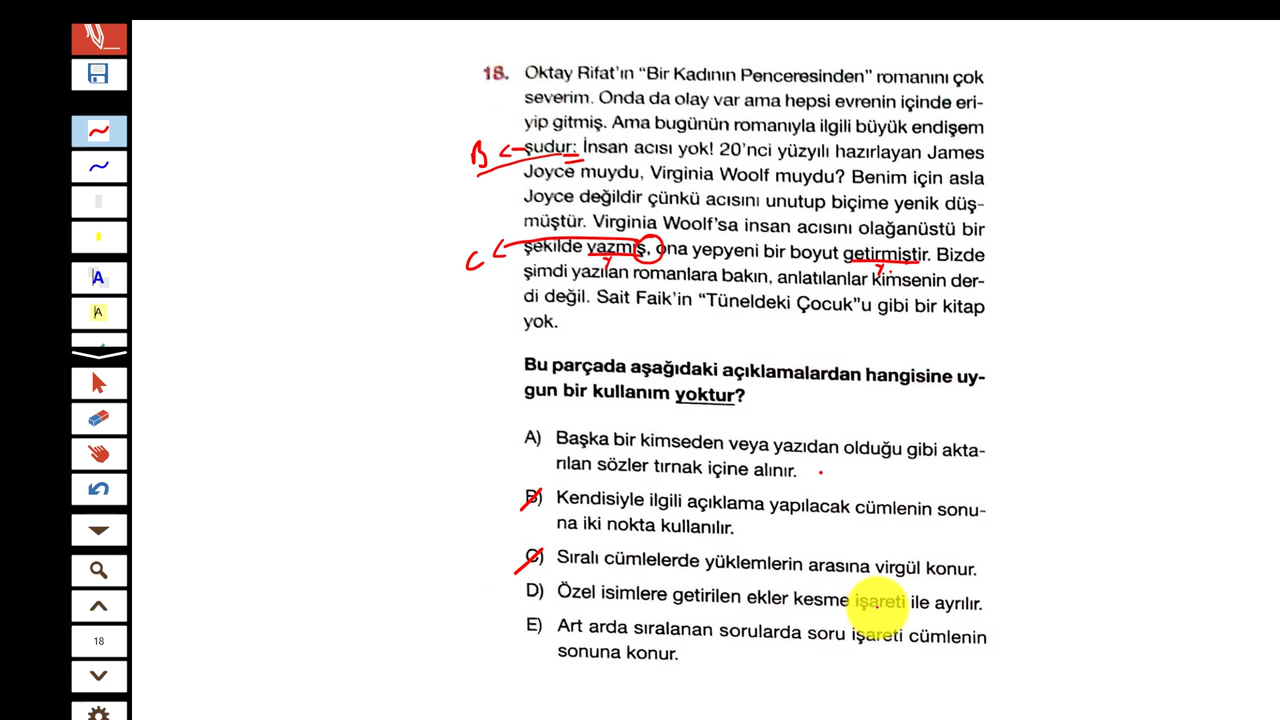 18. Oktay Rifat'ın “Bir Kadının Penceresinden” romanını çok
severim. Onda da olay var ama hepsi evrenin içinde eri-
yip gitmiş. Ama bugünün romanıyla ilgili büyük endişem
B şudur: İnsan acısı yok! 20'nci yüzyılı hazırlayan James
Joyce muydu, Virginia Woolf muydu? Benim için asla
Joyce değildir çünkü acısını unutup biçime yenik düş-
müştür. Virginia Woolf'sa insan acısını olağanüstü bir
C şekilde yazmış, ona yepyeni bir boyut getirmiştir. Bizde
y y.
şimdi yazılan romanlara bakın, anlatılanlar kimsenin der-
di değil. Sait Faik'in “Tüneldeki Çocuk”u gibi bir kitap
yok.
Bu parçada aşağıdaki açıklamalardan hangisine uy-
gun bir kullanım yoktur?
A) Başka bir kimseden veya yazıdan olduğu gibi akta-
rılan sözler tırnak içine alınır.
B) Kendisiyle ilgili açıklama yapılacak cümlenin sonu-
na iki nokta kullanılır.
C) Sıralı cümlelerde yüklemlerin arasına virgül konur.
D) Özel isimlere getirilen ekler kesme işareti ile ayrılır.
E) Art arda sıralanan sorularda soru işareti cümlenin
sonuna konur.
A
A
18